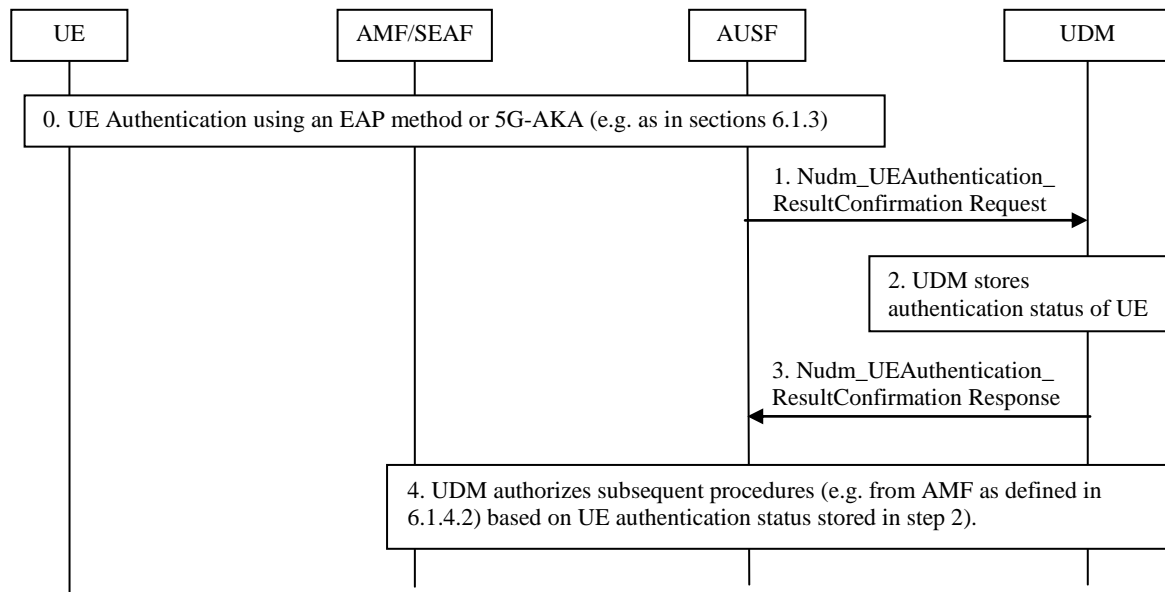 UE
AMF/SEAF
AUSF
UDM
0. UE Authentication using an EAP method or 5G-AKA (e.g. as in sections 6.1.3)
1. Nudm_UEAuthentication_
ResultConfirmation Request
2. UDM stores
authentication status of UE
3. Nudm_UEAuthentication_
ResultConfirmation Response
4. UDM authorizes subsequent procedures (e.g. from AMF as defined in
6.1.4.2) based on UE authentication status stored in step 2).